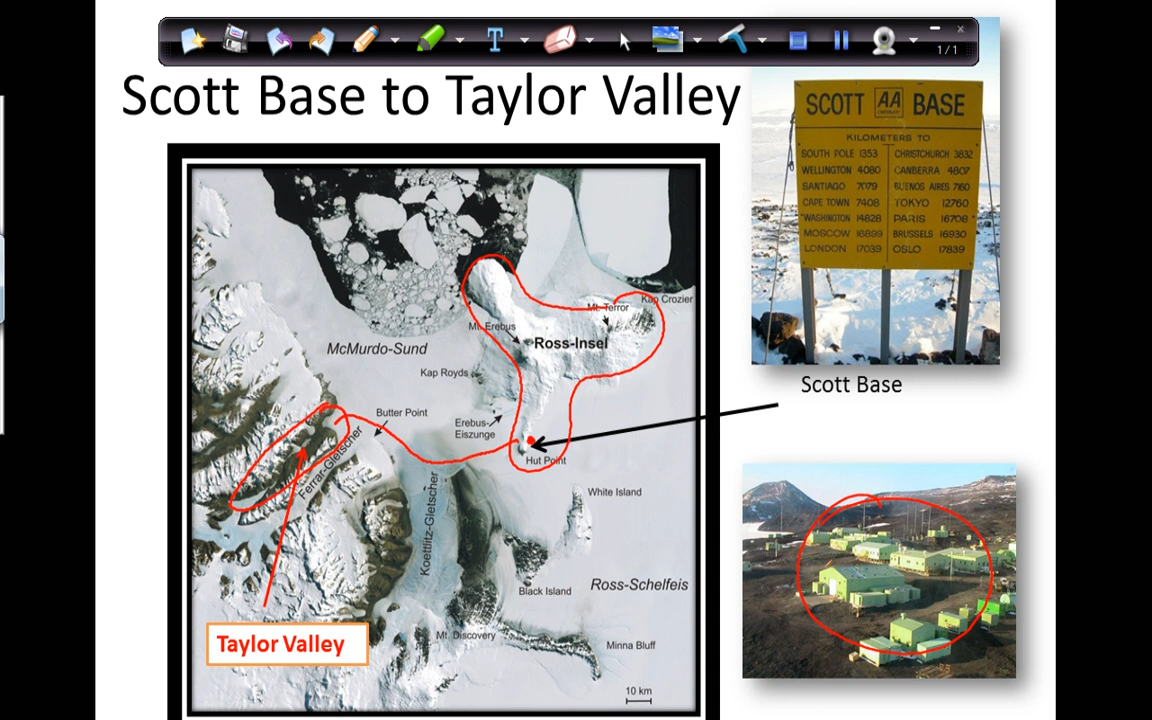 1/1
Scott Base to Taylor Valley
SCOTT AA BASE
KILOMETERS TO
SOUTH POLE 1353 CHRISTCHURCH 3832
WELLINGTON 4080 CANBERRA 4807
SANTIAGO 7079 BUENOS AIRES 7160
CAPE TOWN 7408 TOKYO 12760
WASHINGTON 14828 PARIS 16708
MOSCOW 16899 BRUSSELS 16930
LONDON 17039 OSLO 17839
Scott Base
Kap Crozier
Mt. Terror
Mt. Erebus
Ross-Insel
McMurdo-Sund
Kap Royds
Butter Point
Erebus-
Eiszunge
Ferrar-Gletscher
Hut Point
Koettlitz-Gletscher
White Island
Black Island
Ross-Schelfeis
Mt. Discovery
Minna Bluff
Taylor Valley
10 km